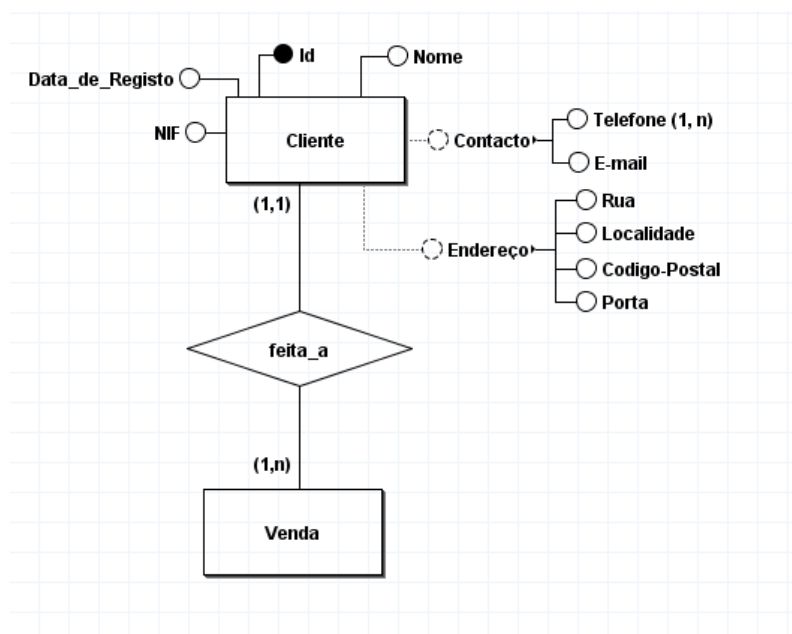 Id
Nome
Data_de_Registo
NIF
Cliente
Contacto
Telefone (1, n)
E-mail
(1,1)
Endereço
Rua
Localidade
Codigo-Postal
Porta
feita_a
(1,n)
Venda